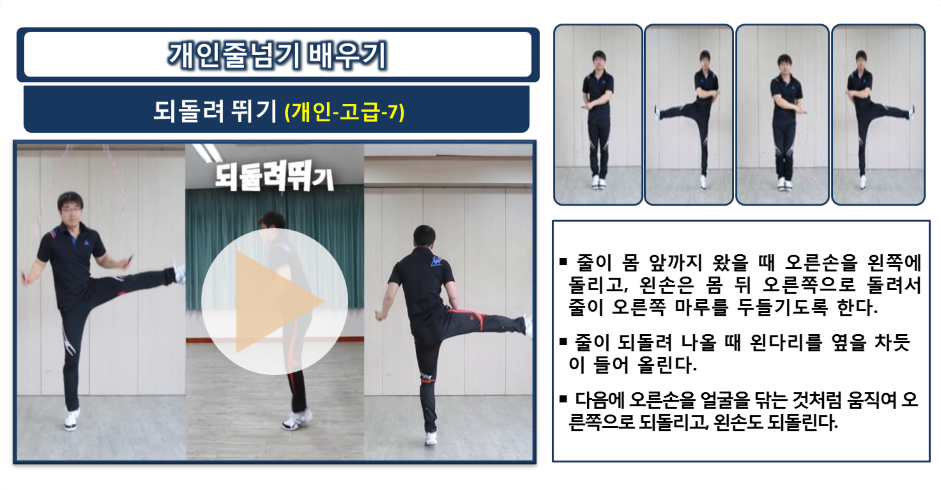 개인줄넘기 배우기
되돌려 뛰기 (개인-고급-7)
되돌려뛰기
▪ 줄이 몸 앞까지 왔을 때 오른손을 왼쪽에
돌리고, 왼손은 몸 뒤 오른쪽으로 돌려서
줄이 오른쪽 마루를 두들기도록 한다.
▪ 줄이 되돌려 나올 때 왼다리를 옆을 차듯
이 들어 올린다.
▪ 다음에 오른손을 얼굴을 닦는 것처럼 움직여 오
른쪽으로 되돌리고, 왼손도 되돌린다.